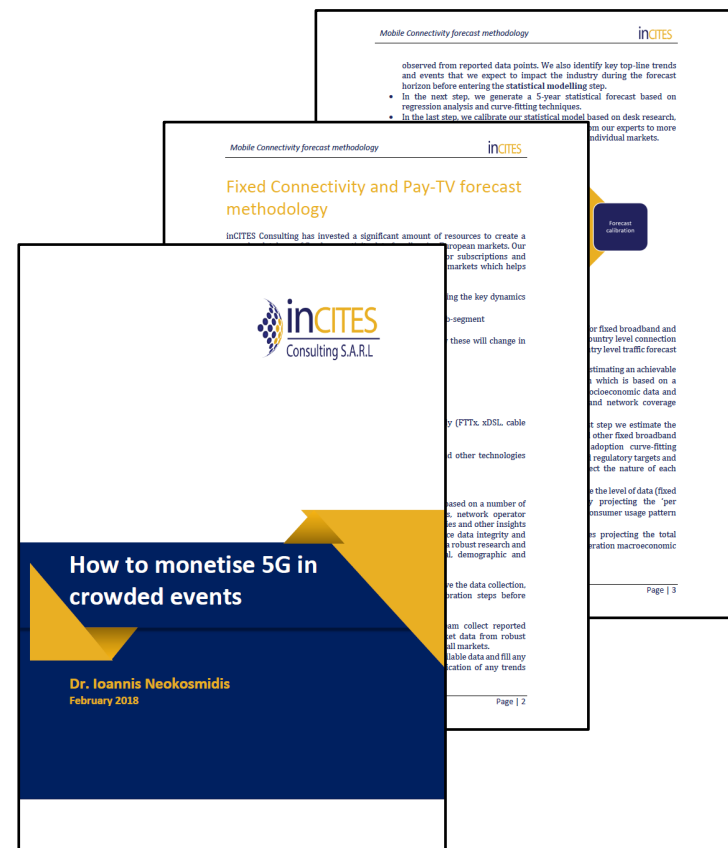 Mobile Connectivity forecast methodology
inCITES
observed from reported data points. We also identify key top-line trends
and events that we expect to impact the industry during the forecast
horizon before entering the statistical modelling step.
• In the next step, we generate a 5-year statistical forecast based on
regression analysis and curve-fitting techniques.
• In the last step, we calibrate our statistical model based on desk research,
om our experts to more
ndividual markets.
Forecast
calibration
or fixed broadband and
ountry level connection
ntry level traffic forecast
stimating an achievable
which is based on a
ocioeconomic data and
and network coverage
t step we estimate the
other fixed broadband
adoption curve-fitting
regulatory targets and
ect the nature of each
e the level of data (fixed
y projecting the 'per
onsumer usage pattern
es projecting the total
eration macroeconomic
Page | 3
Mobile Connectivity forecast methodology
inCITES
Fixed Connectivity and Pay-TV forecast
methodology
inCITES Consulting has invested a significant amount of resources to create a
uropean markets. Our
or subscriptions and
markets which helps
ing the key dynamics
b-segment
these will change in
y (FTTx, xDSL, cable
d other technologies
based on a number of
s, network operator
ies and other insights
ce data integrity and
a robust research and
al, demographic and
ve the data collection,
bration steps before
am collect reported
ket data from robust
all markets.
ilable data and fill any
ication of any trends
Page | 2
inCITES
Consulting S.A.R.L
How to monetise 5G in
crowded events
Dr. Ioannis Neokosmidis
February 2018